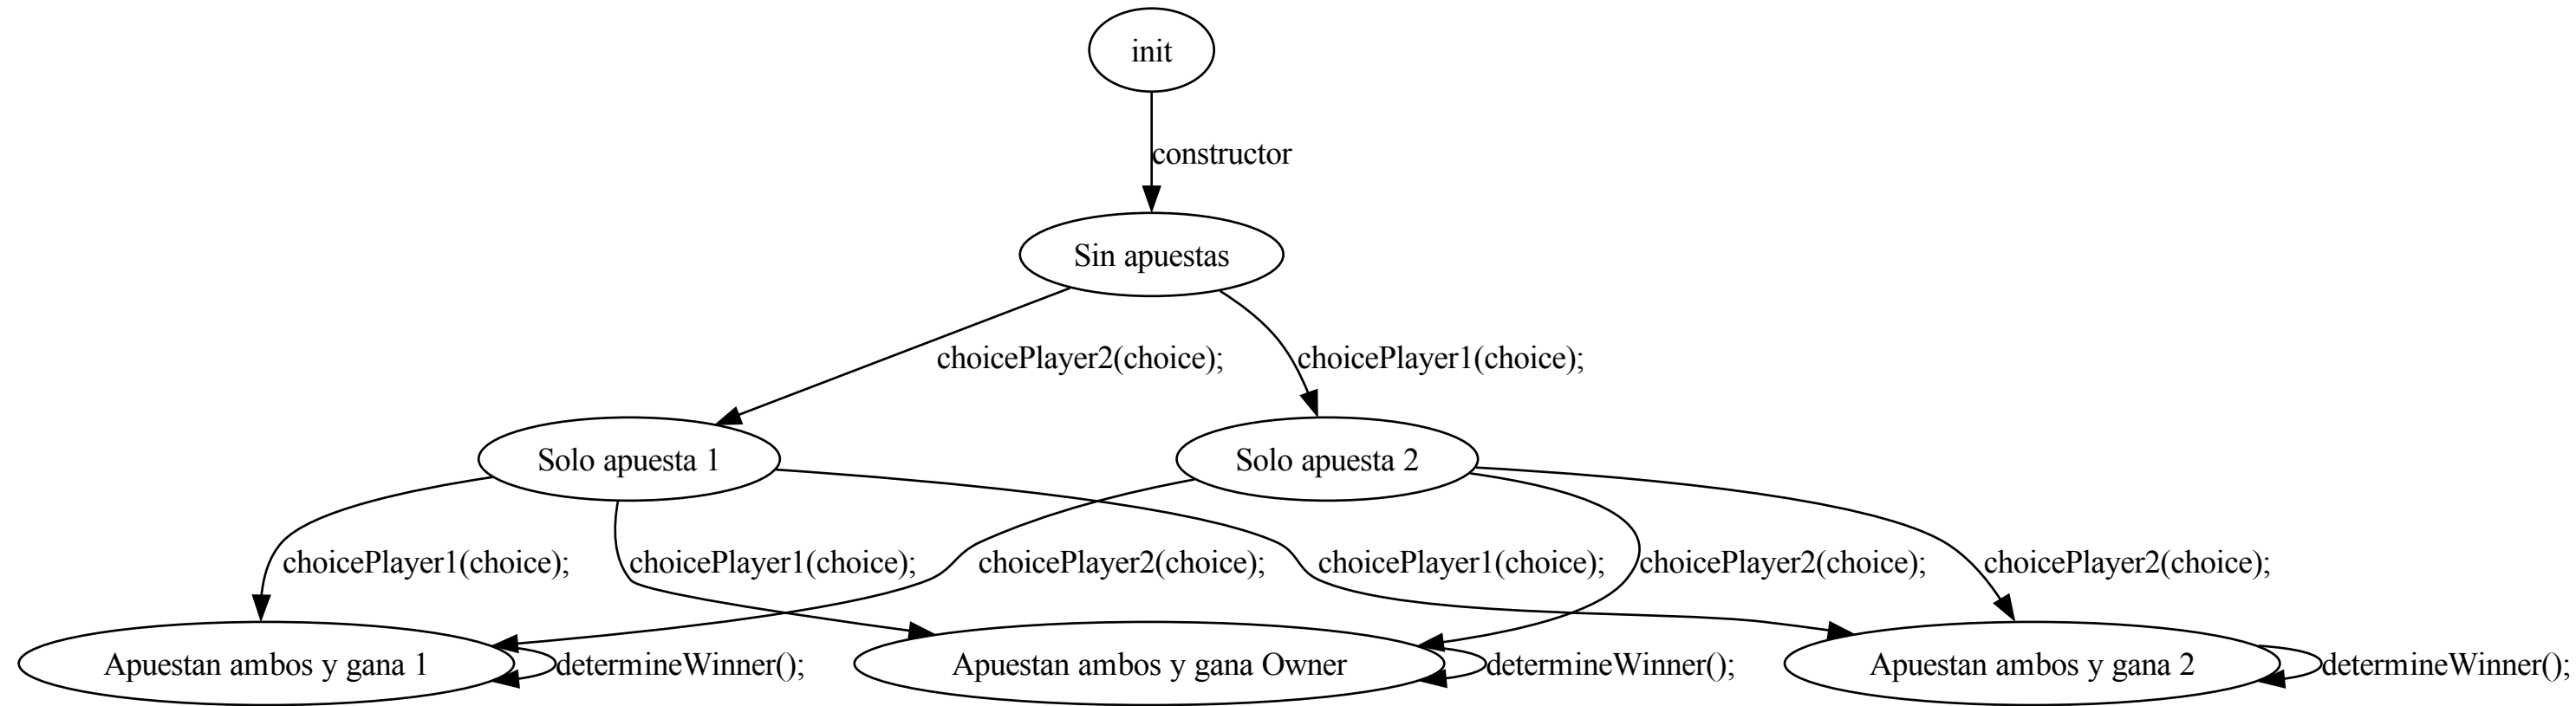 init
constructor
Sin apuestas
choicePlayer2(choice);
choicePlayer1(choice);
Solo apuesta 1
Solo apuesta 2
choicePlayer1(choice);
choicePlayer1(choice);
choicePlayer2(choice);
choicePlayer1(choice);
choicePlayer2(choice);
choicePlayer2(choice);
Apuestan ambos y gana 1
determineWinner();
Apuestan ambos y gana Owner
determineWinner();
Apuestan ambos y gana 2
determineWinner();